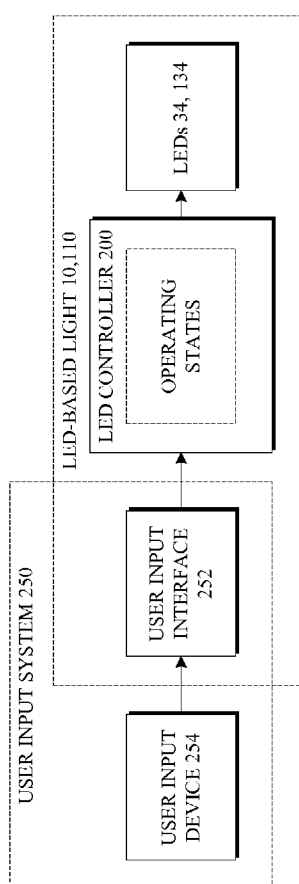 USER INPUT SYSTEM 250
LED-BASED LIGHT 10,110
USER INPUT
DEVICE 254
USER INPUT
INTERFACE
252
LED CONTROLLER 200
OPERATING
STATES
LEDs 34, 134